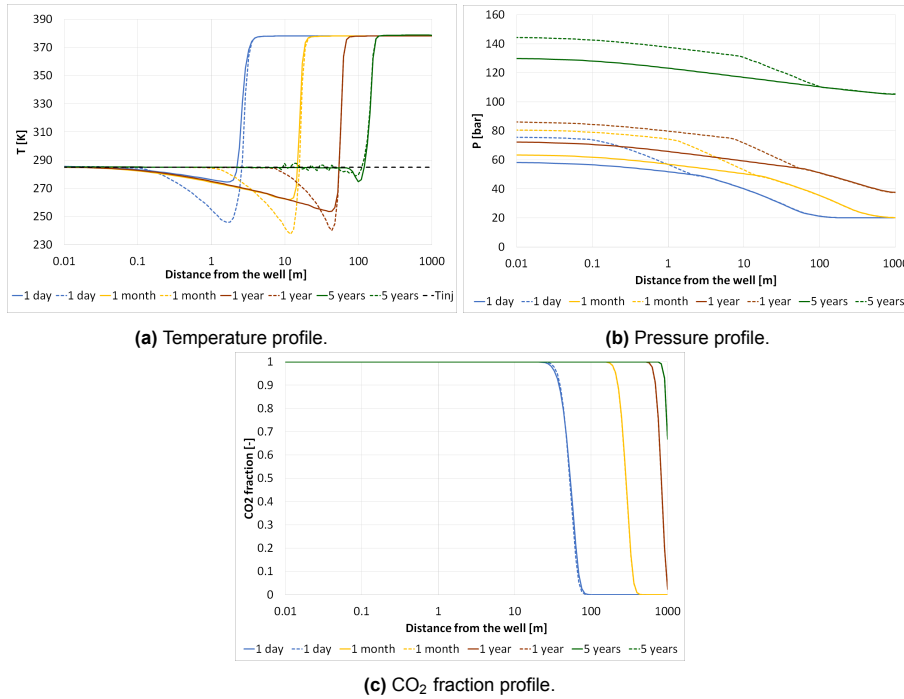 390
370
350
330
310
290
270
250
230
T [K]
0.01 0.1 1 10 100 1000
Distance from the well [m]
1 day 1 day 1 month 1 month 1 year 1 year 5 years 5 years Tinj
(a) Temperature profile.
160
140
120
100
80
60
40
20
0
P [bar]
0.01 0.1 1 10 100 1000
Distance from the well [m]
1 day 1 day 1 month 1 month 1 year 1 year 5 years 5 years
(b) Pressure profile.
1
0.9
0.8
0.7
0.6
0.5
0.4
0.3
0.2
0.1
0
CO2 fraction [-]
0.01 0.1 1 10 100 1000
Distance from the well [m]
1 day 1 day 1 month 1 month 1 year 1 year 5 years 5 years
(c) CO₂ fraction profile.